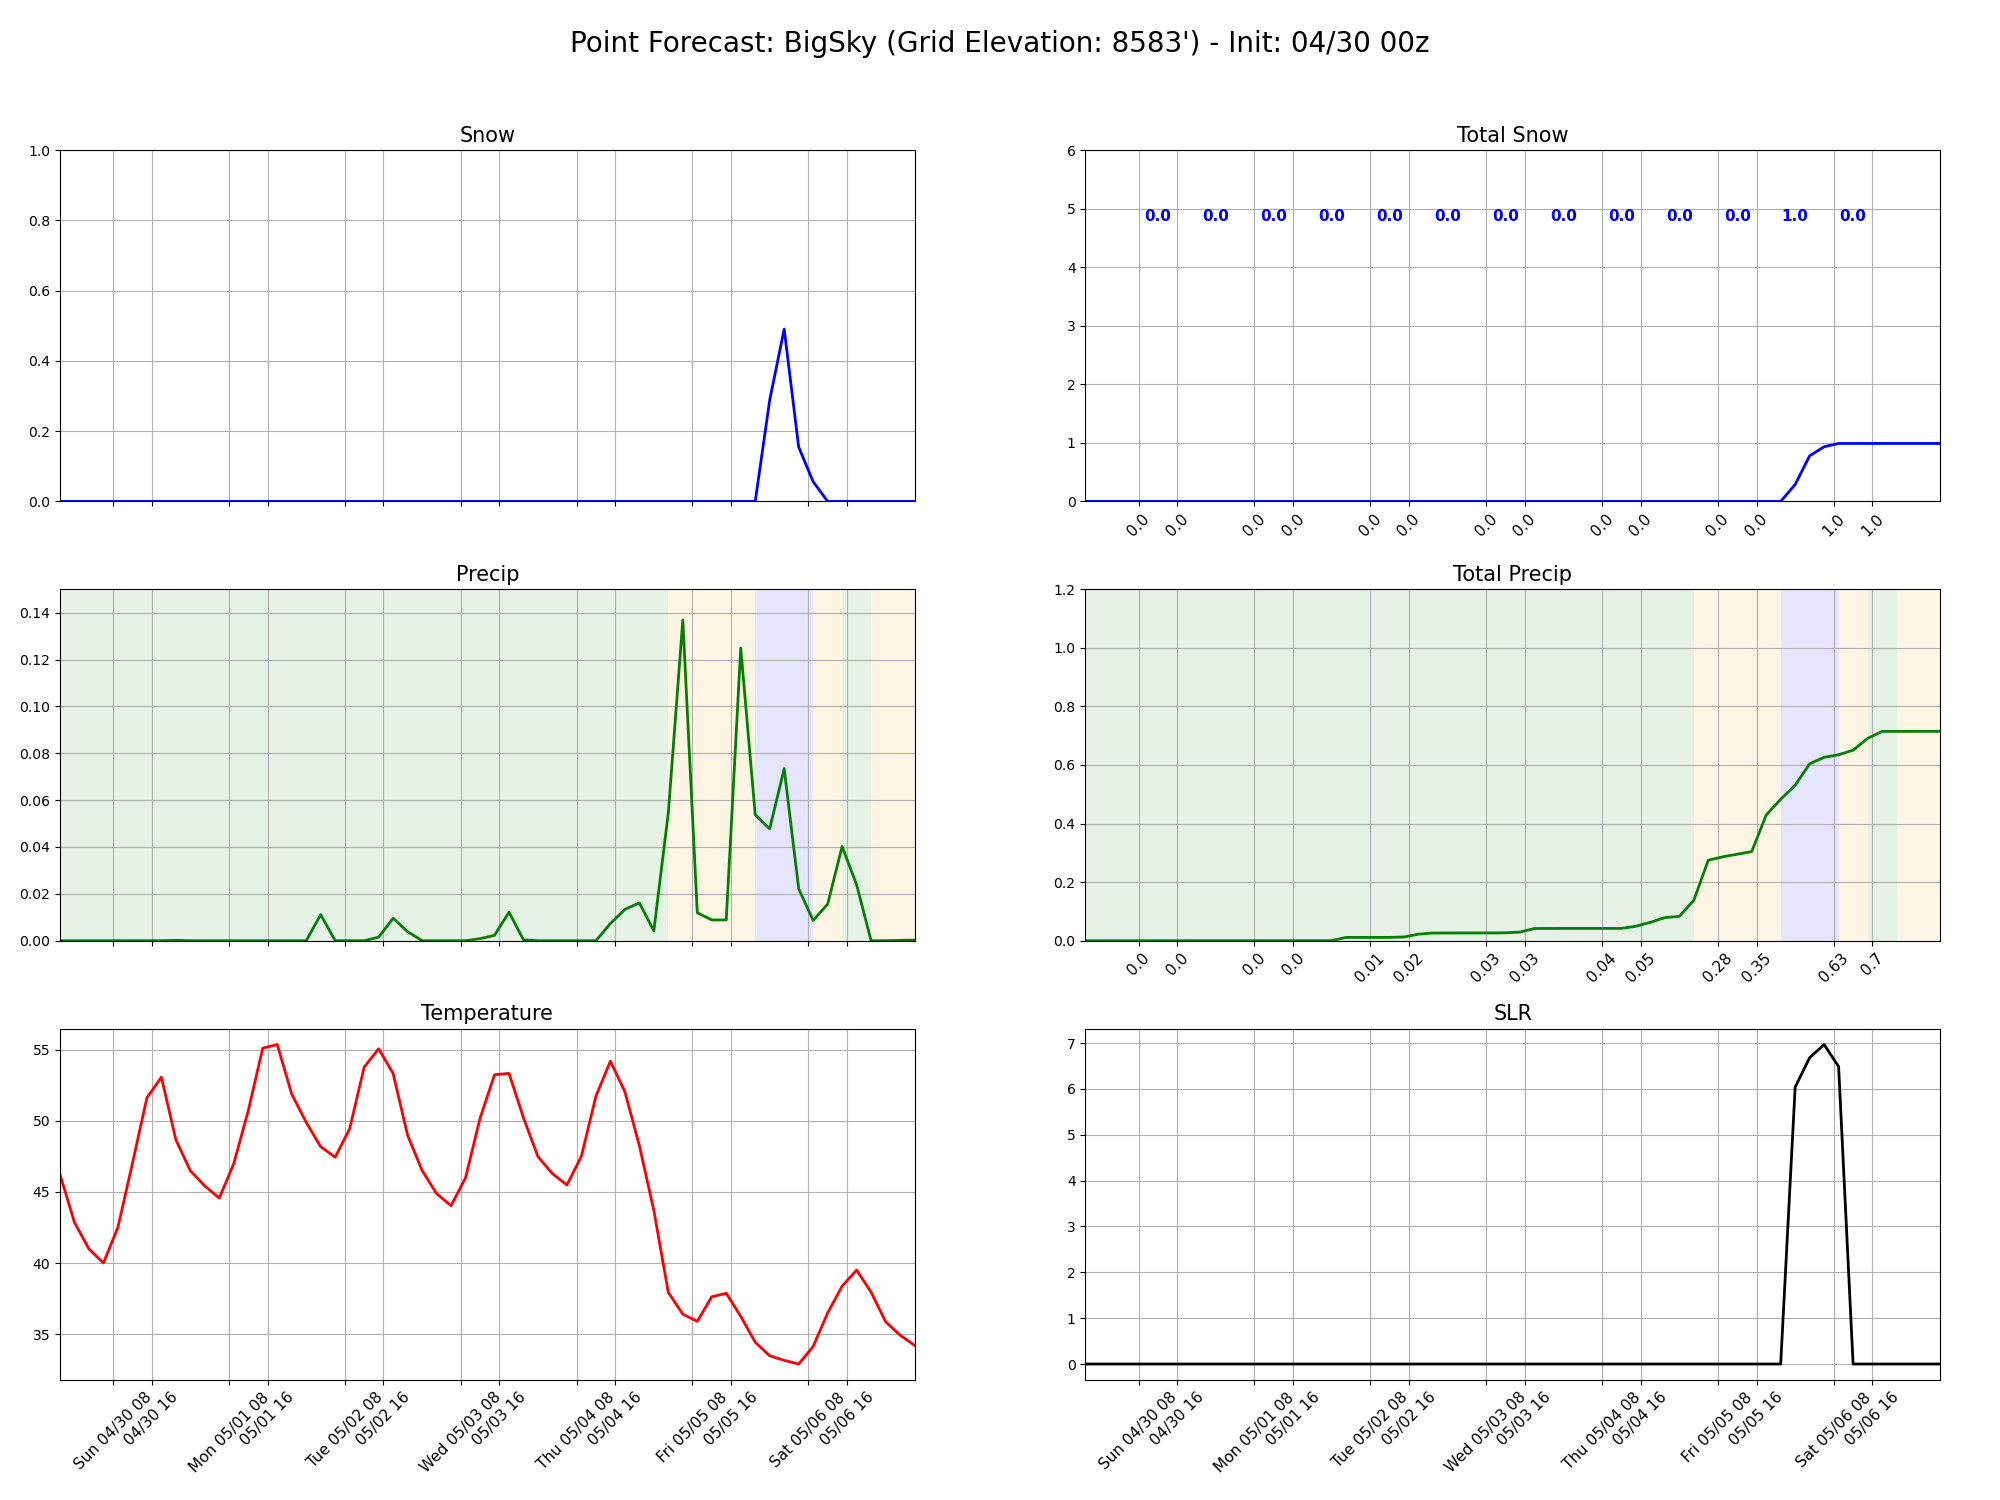 Point Forecast: BigSky (Grid Elevation: 8583') - Init: 04/30 00z
Snow
1.0
0.8
0.6
0.4
0.2
0.0
Total Snow
6
5
4
3
2
1
0
0.0 0.0 0.0 0.0 0.0 0.0 0.0 0.0 0.0 0.0 0.0 1.0 0.0
0.0 0.0 0.0 0.0 0.0 0.0 0.0 0.0 0.0 0.0 0.0 0.0 1.0 1.0
Precip
0.14
0.12
0.10
0.08
0.06
0.04
0.02
0.00
Total Precip
1.2
1.0
0.8
0.6
0.4
0.2
0.0
0.0 0.0 0.0 0.0 0.01 0.02 0.03 0.03 0.04 0.05 0.28 0.35 0.63 0.7
Temperature
55
50
45
40
35
Sun 04/30 08
04/30 16
Mon 05/01 08
05/01 16
Tue 05/02 08
05/02 16
Wed 05/03 08
05/03 16
Thu 05/04 08
05/04 16
Fri 05/05 08
05/05 16
Sat 05/06 08
05/06 16
SLR
7
6
5
4
3
2
1
0
Sun 04/30 08
04/30 16
Mon 05/01 08
05/01 16
Tue 05/02 08
05/02 16
Wed 05/03 08
05/03 16
Thu 05/04 08
05/04 16
Fri 05/05 08
05/05 16
Sat 05/06 08
05/06 16